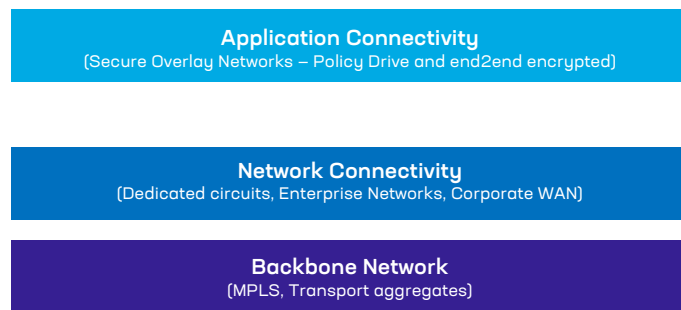 Application Connectivity
(Secure Overlay Networks – Policy Drive and end2end encrypted)
Network Connectivity
(Dedicated circuits, Enterprise Networks, Corporate WAN)
Backbone Network
(MPLS, Transport aggregates)